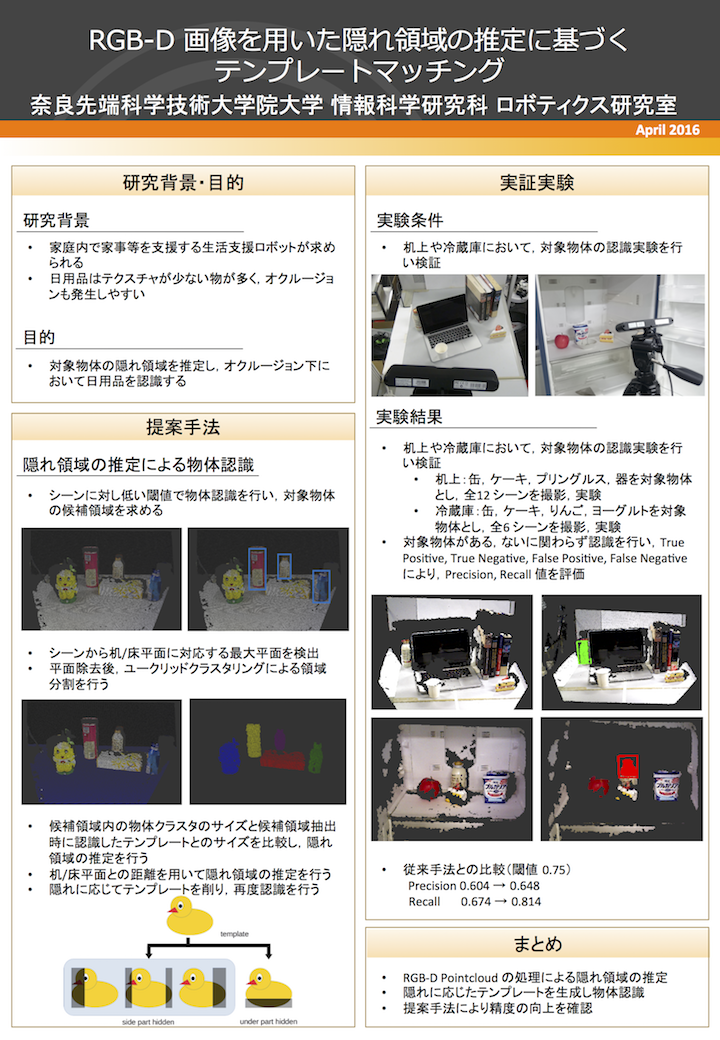 RGB-D 画像を用いた隠れ領域の推定に基づく
テンプレートマッチング
奈良先端科学技術大学院大学 情報科学研究科 ロボティクス研究室
April 2016
研究背景・目的
研究背景
• 家庭内で家事等を支援する生活支援ロボットが求め
られる
• 日用品はテクスチャが少ない物が多く，オクルージョ
ンも発生しやすい
目的
• 対象物体の隠れ領域を推定し，オクルージョン下に
おいて日用品を認識する
提案手法
隠れ領域の推定による物体認識
• シーンに対し低い閾値で物体認識を行い，対象物体
の候補領域を求める
• シーンから机/床平面に対応する最大平面を検出
• 平面除去後，ユークリッドクラスタリングによる領域
分割を行う
• 候補領域内の物体クラスタのサイズと候補領域抽出
時に認識したテンプレートとのサイズを比較し，隠れ
領域の推定を行う
• 机/床平面との距離を用いて隠れ領域の推定を行う
• 隠れに応じてテンプレートを削り，再度認識を行う
template
side part hidden
under part hidden
実証実験
実験条件
• 机上や冷蔵庫において，対象物体の認識実験を行
い検証
実験結果
• 机上や冷蔵庫において，対象物体の認識実験を行
い検証
• 机上：缶，ケーキ，プリングルス，器を対象物体
とし，全12 シーンを撮影，実験
• 冷蔵庫：缶，ケーキ，りんご，ヨーグルトを対象
物体とし，全6 シーンを撮影，実験
• 対象物体がある，ないに関わらず認識を行い，True
Positive, True Negative, False Positive, False Negative
により，Precision, Recall 値を評価
• 従来手法との比較（閾値 0.75）
Precision 0.604 → 0.648
Recall 0.674 → 0.814
まとめ
• RGB-D Pointcloud の処理による隠れ領域の推定
• 隠れに応じたテンプレートを生成し物体認識
• 提案手法により精度の向上を確認